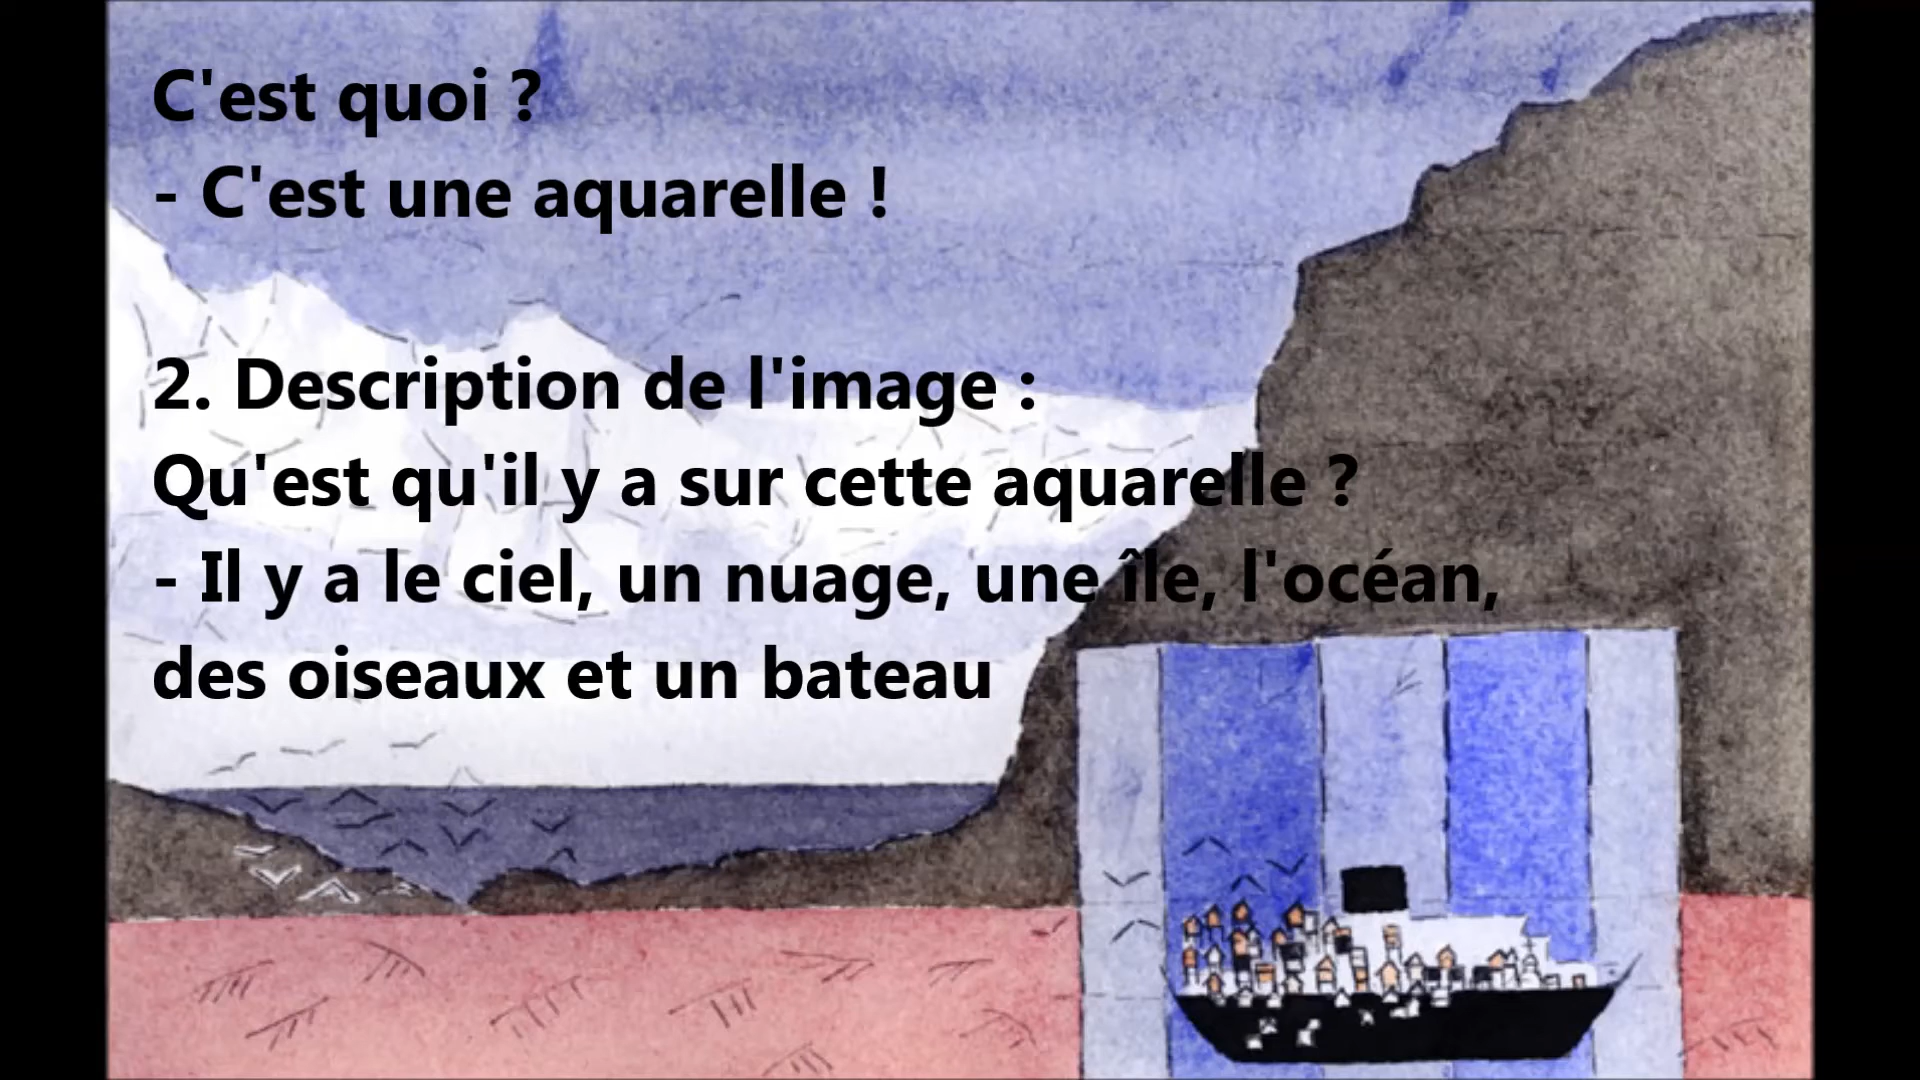 C'est quoi ?
- C'est une aquarelle !
2. Description de l'image :
Qu'est qu'il y a sur cette aquarelle ?
- Il y a le ciel, un nuage, une île, l'océan,
des oiseaux et un bateau